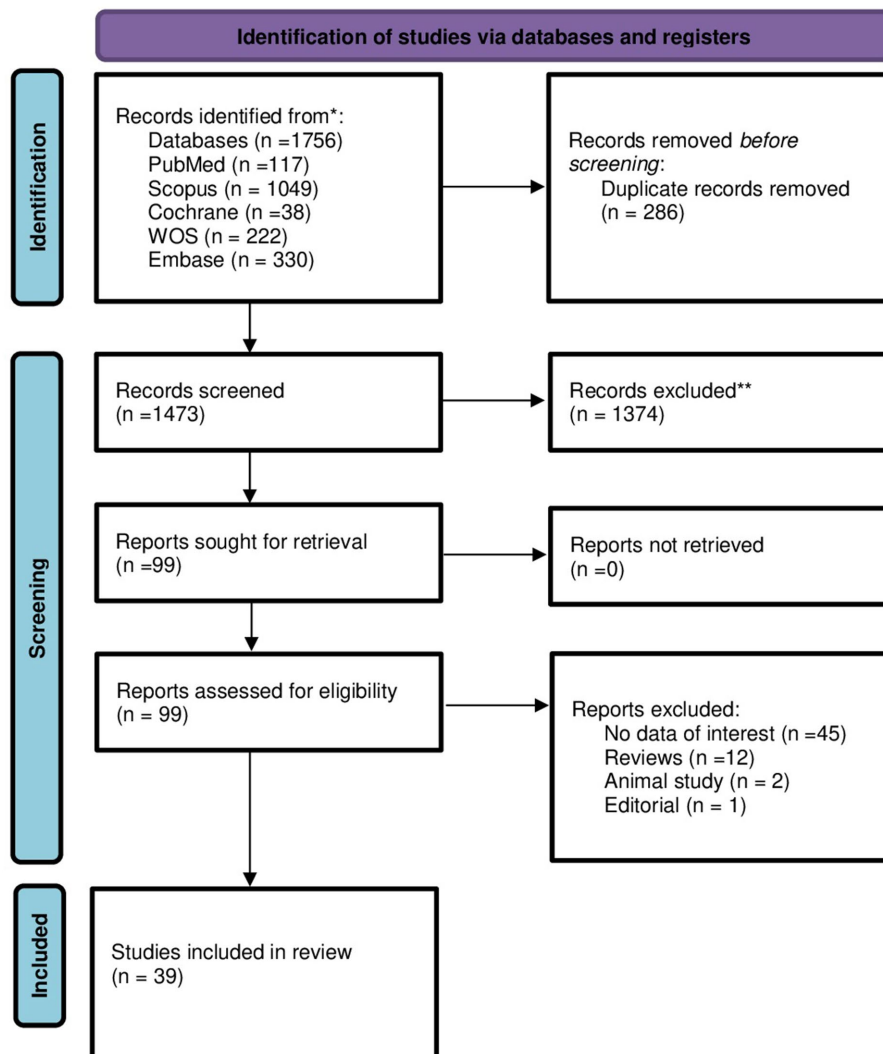 Identification of studies via databases and registers
Identification
Records identified from*:
Databases (n =1756)
PubMed (n =117)
Scopus (n = 1049)
Cochrane (n =38)
WOS (n = 222)
Embase (n = 330)
Records removed before
screening:
Duplicate records removed
(n = 286)
Screening
Records screened
(n =1473)
Records excluded**
(n = 1374)
Reports sought for retrieval
(n =99)
Reports not retrieved
(n =0)
Reports assessed for eligibility
(n = 99)
Reports excluded:
No data of interest (n =45)
Reviews (n =12)
Animal study (n = 2)
Editorial (n = 1)
Included
Studies included in review
(n = 39)